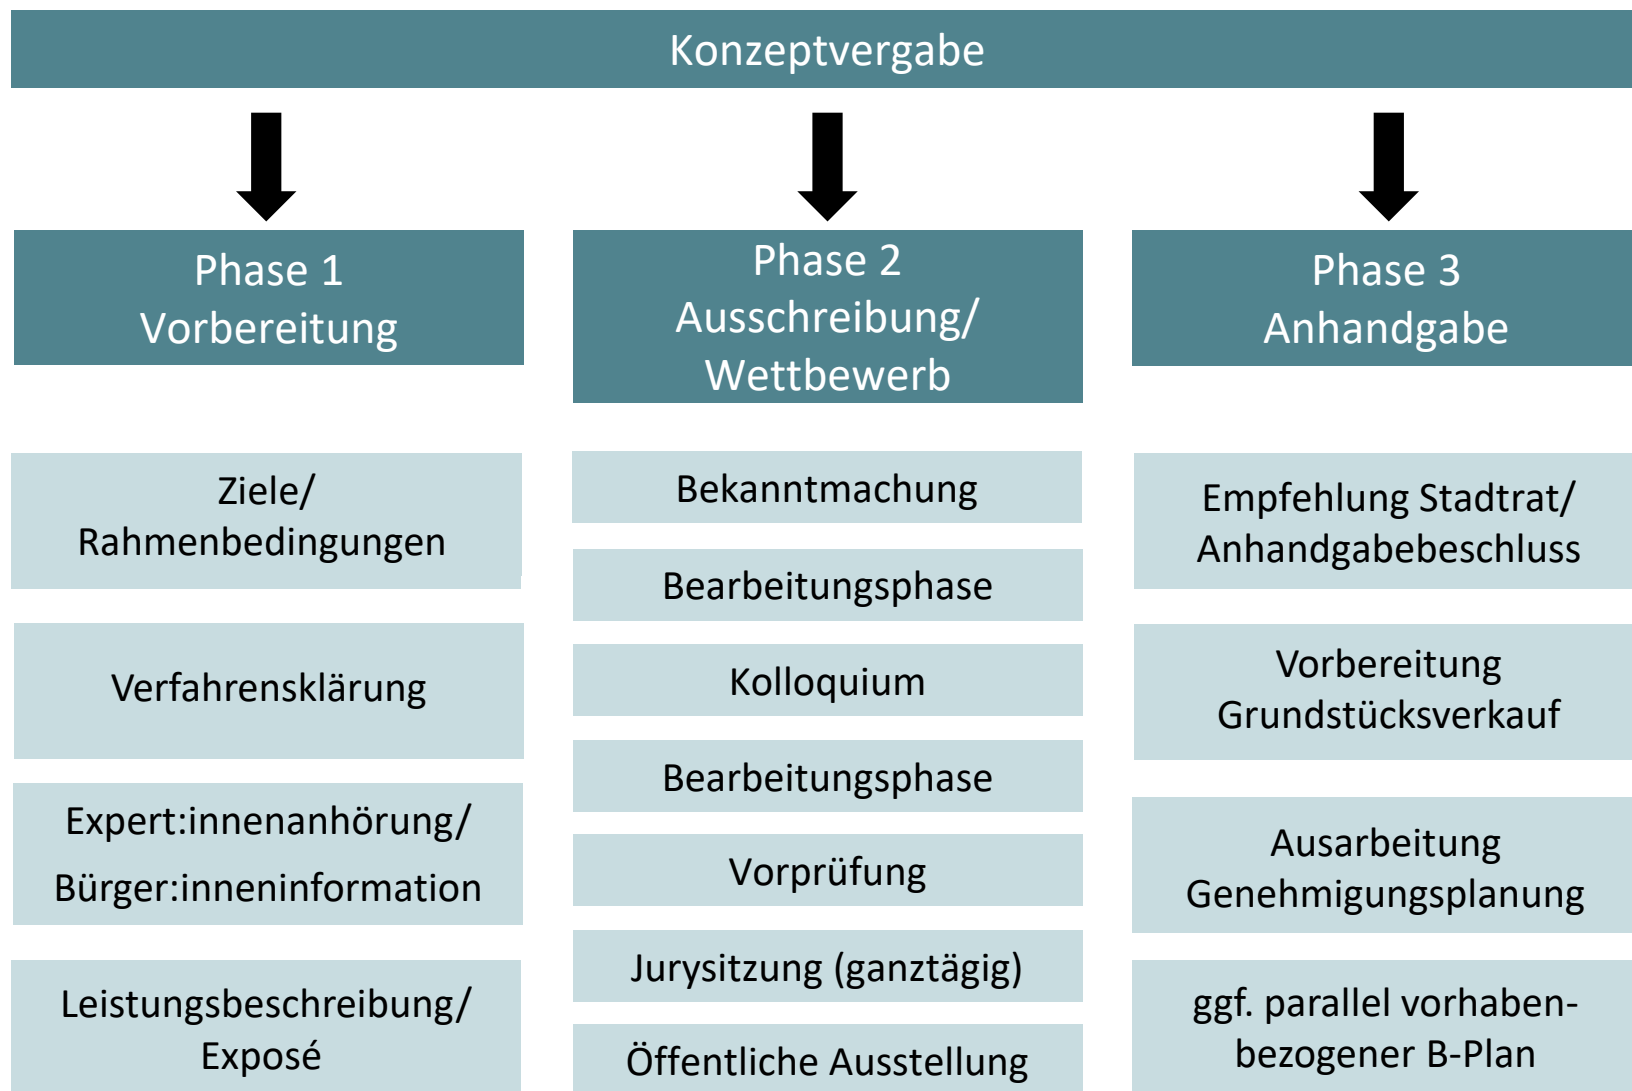 Konzeptvergabe
Phase 1
Vorbereitung
Ziele/
Rahmenbedingungen
Verfahrensklärung
Expert:innenanhörung/
Bürger:inneninformation
Leistungsbeschreibung/
Exposé
Phase 2
Ausschreibung/
Wettbewerb
Bekanntmachung
Bearbeitungsphase
Kolloquium
Bearbeitungsphase
Vorprüfung
Jurysitzung (ganztägig)
Öffentliche Ausstellung
Phase 3
Anhandgabe
Empfehlung Stadtrat/
Anhandgabebeschluss
Vorbereitung
Grundstücksverkauf
Ausarbeitung
Genehmigungsplanung
ggf. parallel vorhaben-
bezogener B-Plan